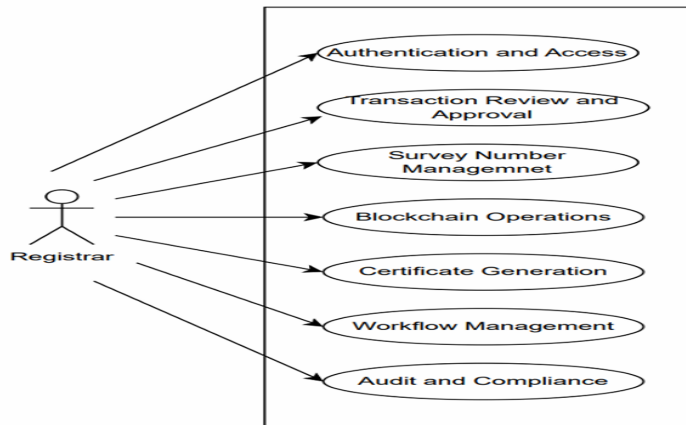 Authentication and Access
Transaction Review and
Approval
Survey Number
Managemnet
Blockchain Operations
Registrar
Certificate Generation
Workflow Management
Audit and Compliance